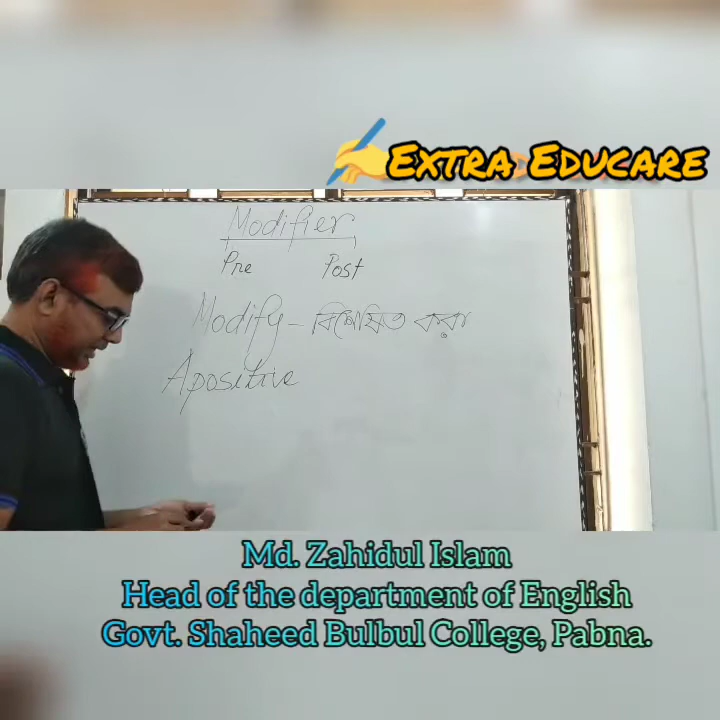 EXTRA EDUCARE
Modifier
Pre Post
Modify - বিশেষিত করা
Apositive
Md. Zahidul Islam
Head of the department of English
Govt. Shaheed Bulbul College, Pabna.